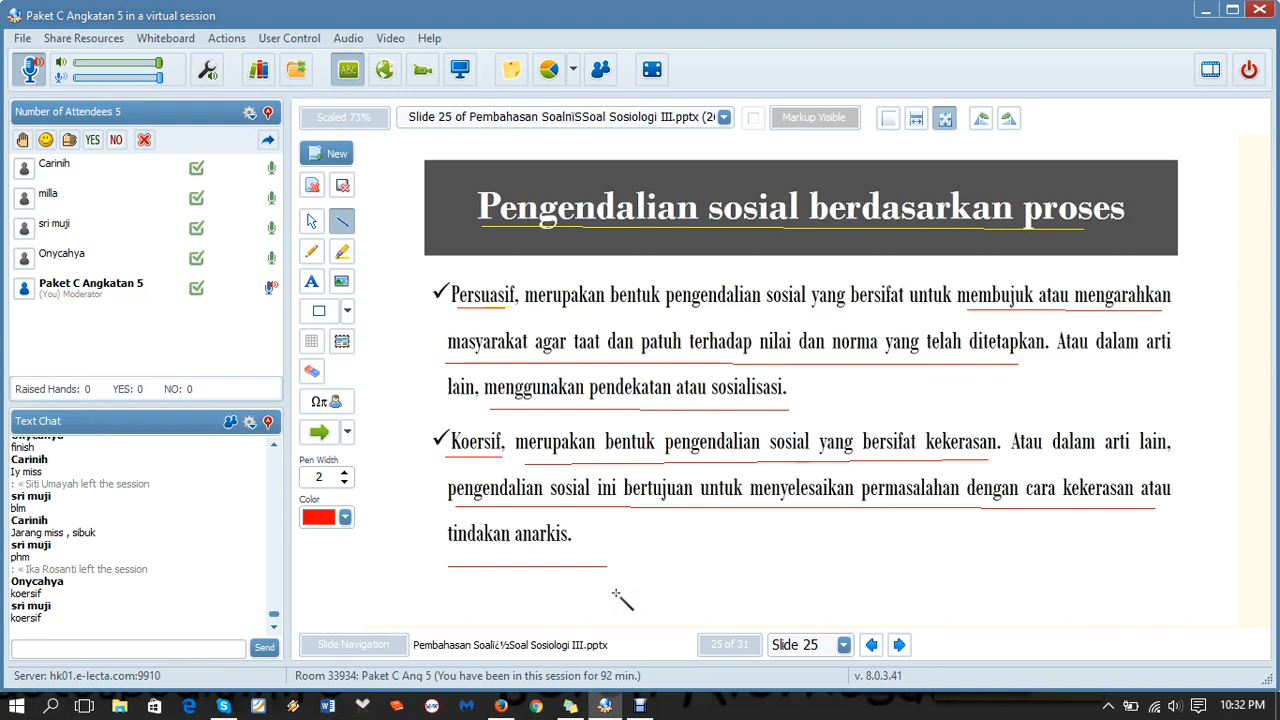 Paket C Angkatan 5 in a virtual session
File Share Resources Whiteboard Actions User Control Audio Video Help
Number of Attendees 5
YES NO
Carinih
milla
sri muji
Onycahya
Paket C Angkatan 5
(You) Moderator
Raised Hands: 0 YES: 0 NO: 0
Text Chat
Onycahya
finish
Carinih
Iy miss
- « Siti Umayah left the session
sri muji
blm
Carinih
Jarang miss , sibuk
sri muji
phm
: « Ika Rosanti left the session
Onycahya
koersif
sri muji
koersif
Send
Scaled 73%
Slide 25 of Pembahasan SoalпïSSoal Sosiologi III.pptx (2(
Markup Visible
New
ABC
A
Ωπ
Pen Width
2
Color
Pengendalian sosial berdasarkan proses
✓Persuasif, merupakan bentuk pengendalian sosial yang bersifat untuk membujuk atau mengarahkan
masyarakat agar taat dan patuh terhadap nilai dan norma yang telah ditetapkan. Atau dalam arti
lain, menggunakan pendekatan atau sosialisasi.
✓Koersif, merupakan bentuk pengendalian sosial yang bersifat kekerasan. Atau dalam arti lain,
pengendalian sosial ini bertujuan untuk menyelesaikan permasalahan dengan cara kekerasan atau
tindakan anarkis.
Slide Navigation
Pembahasan Soalï¿½Soal Sosiologi III.pptx
25 of 31
Slide 25
Server: hk01.e-lecta.com:9910
Room 33934: Paket C Ang 5 (You have been in this session for 92 min.)
v. 8.0.3.41
10:32 PM